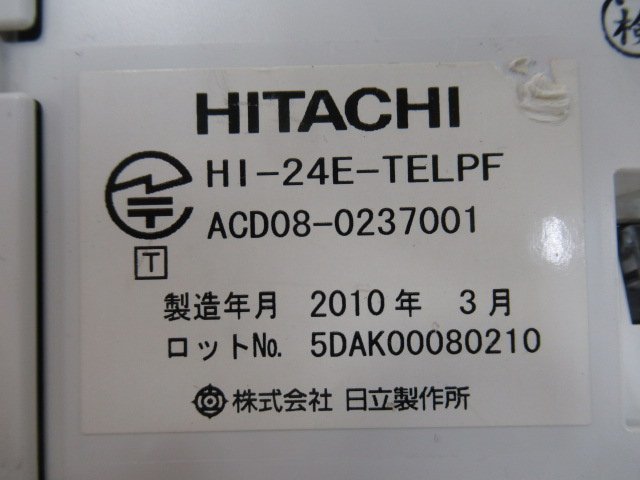 検
HITACHI
HI-24E-TELPF
ACD08-0237001
T
製造年月 2010年 3月
ロットNo. 5DAK00080210
株式会社 日立製作所